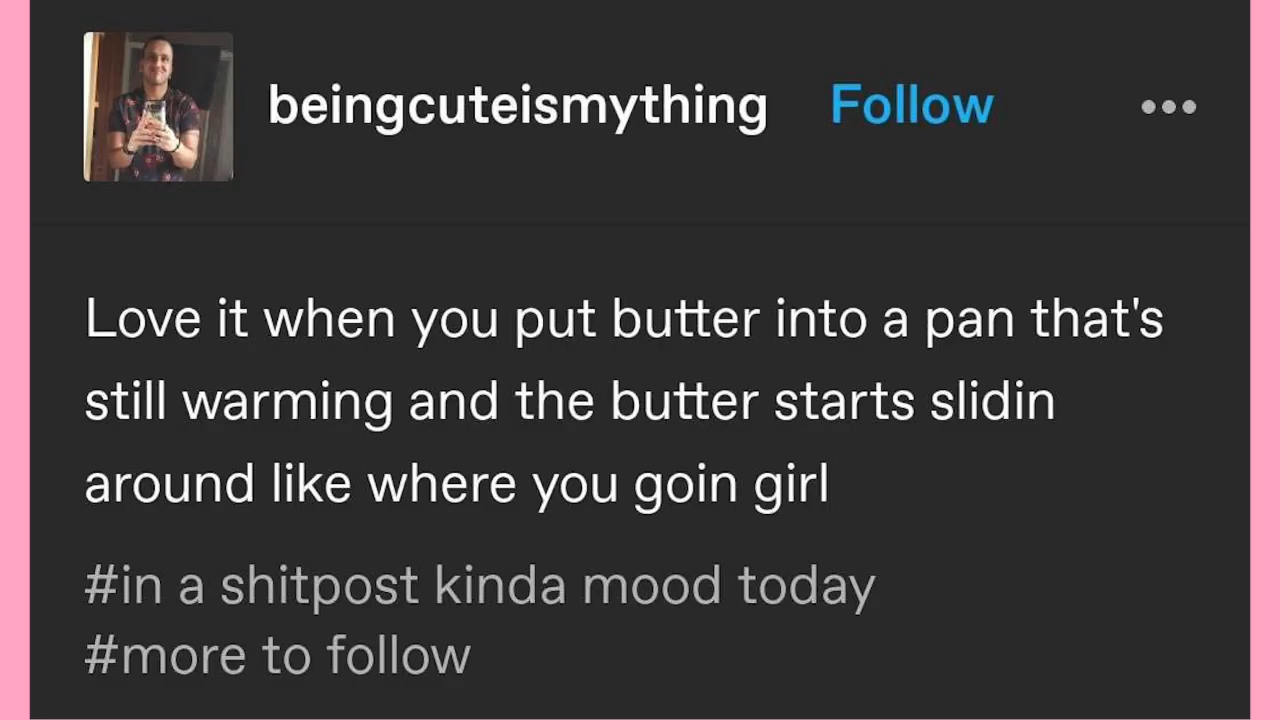 beingcuteismything Follow
Love it when you put butter into a pan that's
still warming and the butter starts slidin
around like where you goin girl
#in a shitpost kinda mood today
#more to follow